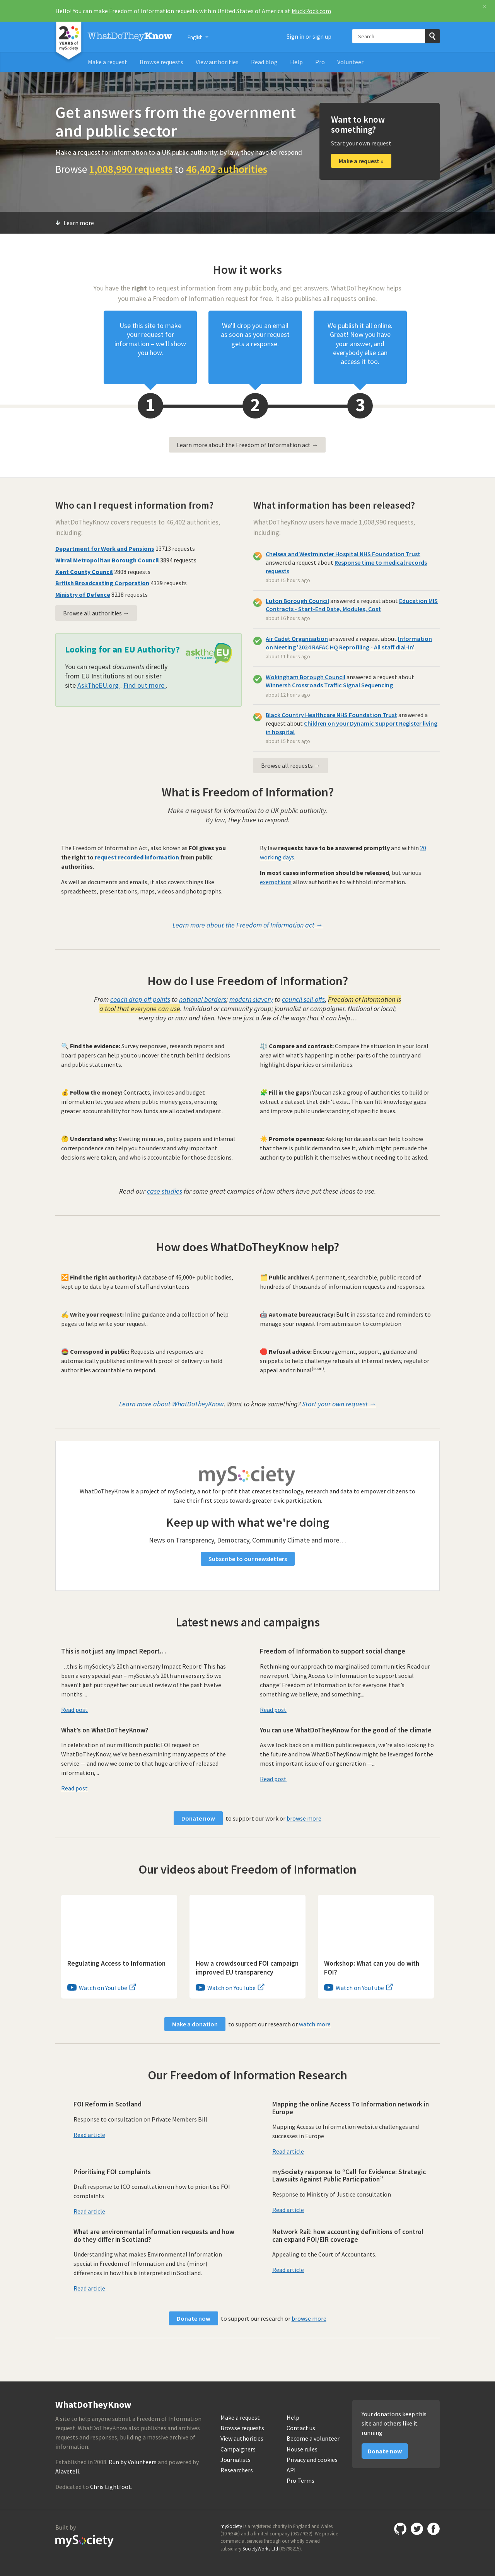 Hello! You can make Freedom of Information requests within United States of America at MuckRock.com
×
20 YEARS of mySociety
WhatDoTheyKnow
English
Sign in or sign up
Search
Make a request
Browse requests
View authorities
Read blog
Help
Pro
Volunteer
Get answers from the government
and public sector
Make a request for information to a UK public authority: by law, they have to respond
Browse 1,008,990 requests to 46,402 authorities
Want to know
something?
Start your own request
Make a request »
Learn more
How it works
You have the right to request information from any public body, and get answers. WhatDoTheyKnow helps
you make a Freedom of Information request for free. It also publishes all requests online.
Use this site to make
your request for
information – we'll show
you how.
We'll drop you an email
as soon as your request
gets a response.
We publish it all online.
Great! Now you have
your answer, and
everybody else can
access it too.
1
2
3
Learn more about the Freedom of Information act →
Who can I request information from?
WhatDoTheyKnow covers requests to 46,402 authorities,
including:
Department for Work and Pensions 13713 requests
Wirral Metropolitan Borough Council 3894 requests
Kent County Council 2808 requests
British Broadcasting Corporation 4339 requests
Ministry of Defence 8218 requests
Browse all authorities →
Looking for an EU Authority?
asktheEU
You can request documents directly
from EU Institutions at our sister
site AskTheEU.org . Find out more .
What information has been released?
WhatDoTheyKnow users have made 1,008,990 requests,
including:
Chelsea and Westminster Hospital NHS Foundation Trust
answered a request about Response time to medical records
requests
about 15 hours ago
Luton Borough Council answered a request about Education MIS
Contracts - Start-End Date, Modules, Cost
about 16 hours ago
Air Cadet Organisation answered a request about Information
on Meeting '2024 RAFAC HQ Reprofiling - All staff dial-in'
about 11 hours ago
Wokingham Borough Council answered a request about
Winnersh Crossroads Traffic Signal Sequencing
about 12 hours ago
Black Country Healthcare NHS Foundation Trust answered a
request about Children on your Dynamic Support Register living
in hospital
about 15 hours ago
Browse all requests →
What is Freedom of Information?
Make a request for information to a UK public authority.
By law, they have to respond.
The Freedom of Information Act, also known as FOI gives you
the right to request recorded information from public
authorities.
As well as documents and emails, it also covers things like
spreadsheets, presentations, maps, videos and photographs.
By law requests have to be answered promptly and within 20
working days.
In most cases information should be released, but various
exemptions allow authorities to withhold information.
Learn more about the Freedom of Information act →
How do I use Freedom of Information?
From coach drop off points to national borders; modern slavery to council sell-offs, Freedom of Information is
a tool that everyone can use. Individual or community group; journalist or campaigner. National or local;
every day or now and then. Here are just a few of the ways that it can help…
🔍 Find the evidence: Survey responses, research reports and
board papers can help you to uncover the truth behind decisions
and public statements.
⚖️ Compare and contrast: Compare the situation in your local
area with what's happening in other parts of the country and
highlight disparities or similarities.
💰 Follow the money: Contracts, invoices and budget
information let you see where public money goes, ensuring
greater accountability for how funds are allocated and spent.
🧩 Fill in the gaps: You can ask a group of authorities to build or
extract a dataset that didn't exist. This can fill knowledge gaps
and improve public understanding of specific issues.
🤔 Understand why: Meeting minutes, policy papers and internal
correspondence can help you to understand why important
decisions were taken, and who is accountable for those decisions.
☀️ Promote openness: Asking for datasets can help to show
that there is public demand to see it, which might persuade the
authority to publish it themselves without needing to be asked.
Read our case studies for some great examples of how others have put these ideas to use.
How does WhatDoTheyKnow help?
🔀 Find the right authority: A database of 46,000+ public bodies,
kept up to date by a team of staff and volunteers.
🗂️ Public archive: A permanent, searchable, public record of
hundreds of thousands of information requests and responses.
✍️ Write your request: Inline guidance and a collection of help
pages to help write your request.
🤖 Automate bureaucracy: Built in assistance and reminders to
manage your request from submission to completion.
Correspond in public: Requests and responses are
automatically published online with proof of delivery to hold
authorities accountable to respond.
🛑 Refusal advice: Encouragement, support, guidance and
snippets to help challenge refusals at internal review, regulator
appeal and tribunal(soon).
Learn more about WhatDoTheyKnow. Want to know something? Start your own request →
mySociety
WhatDoTheyKnow is a project of mySociety, a not for profit that creates technology, research and data to empower citizens to
take their first steps towards greater civic participation.
Keep up with what we're doing
News on Transparency, Democracy, Community Climate and more…
Subscribe to our newsletters
Latest news and campaigns
This is not just any Impact Report…
…this is mySociety's 20th anniversary Impact Report! This has
been a very special year – mySociety's 20th anniversary. So we
haven't just put together our usual review of the past twelve
months:...
Read post
Freedom of Information to support social change
Rethinking our approach to marginalised communities Read our
new report 'Using Access to Information to support social
change' Freedom of information is for everyone: that's
something we believe, and something...
Read post
What's on WhatDoTheyKnow?
In celebration of our millionth public FOI request on
WhatDoTheyKnow, we've been examining many aspects of the
service — and now we come to that huge archive of released
information,...
Read post
You can use WhatDoTheyKnow for the good of the climate
As we look back on a million public requests, we're also looking to
the future and how WhatDoTheyKnow might be leveraged for the
most important issue of our generation —...
Read post
Donate now to support our work or browse more
Our videos about Freedom of Information
Regulating Access to Information
Watch on YouTube
How a crowdsourced FOI campaign
improved EU transparency
Watch on YouTube
Workshop: What can you do with
FOI?
Watch on YouTube
Make a donation to support our research or watch more
Our Freedom of Information Research
FOI Reform in Scotland
Response to consultation on Private Members Bill
Read article
Mapping the online Access To Information network in
Europe
Mapping Access to Information website challenges and
successes in Europe
Read article
Prioritising FOI complaints
Draft response to ICO consultation on how to prioritise FOI
complaints
Read article
mySociety response to “Call for Evidence: Strategic
Lawsuits Against Public Participation”
Response to Ministry of Justice consultation
Read article
What are environmental information requests and how
do they differ in Scotland?
Understanding what makes Environmental Information
special in Freedom of Information and the (minor)
differences in how this is interpreted in Scotland.
Read article
Network Rail: how accounting definitions of control
can expand FOI/EIR coverage
Appealing to the Court of Accountants.
Read article
Donate now to support our research or browse more
WhatDoTheyKnow
A site to help anyone submit a Freedom of Information
request. WhatDoTheyKnow also publishes and archives
requests and responses, building a massive archive of
information.
Established in 2008. Run by Volunteers and powered by
Alaveteli.
Dedicated to Chris Lightfoot.
Make a request
Browse requests
View authorities
Campaigners
Journalists
Researchers
Help
Contact us
Become a volunteer
House rules
Privacy and cookies
API
Pro Terms
Your donations keep this
site and others like it
running
Donate now
Built by
mySociety
mySociety is a registered charity in England and Wales
(1076346) and a limited company (03277032). We provide
commercial services through our wholly owned
subsidiary SocietyWorks Ltd (05798215).